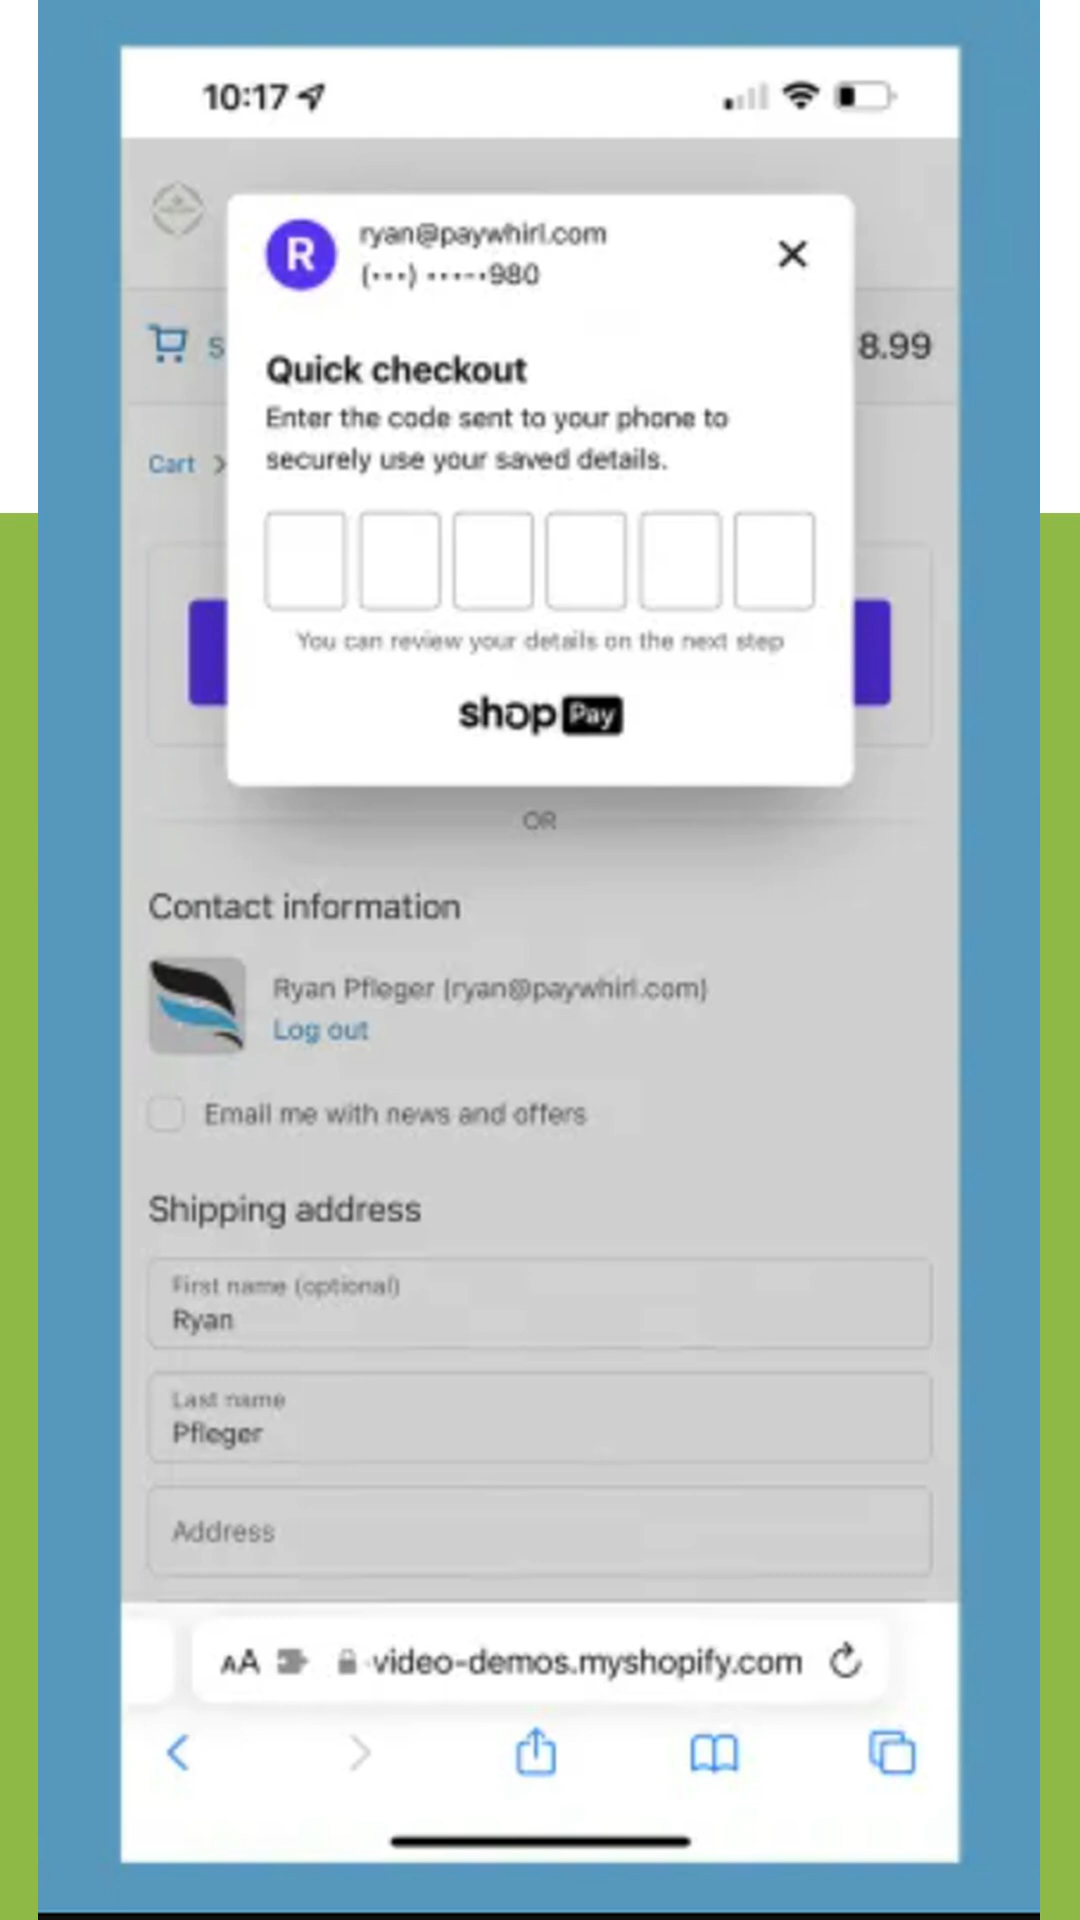 10:17
R
ryan@paywhirl.com
(•••) •••••980
S
8.99
Quick checkout
Enter the code sent to your phone to
securely use your saved details.
Cart >
You can review your details on the next step
shop Pay
OR
Contact information
Ryan Pfleger (ryan@paywhirl.com)
Log out
Email me with news and offers
Shipping address
First name (optional)
Ryan
Last name
Pfleger
Address
AA video-demos.myshopify.com